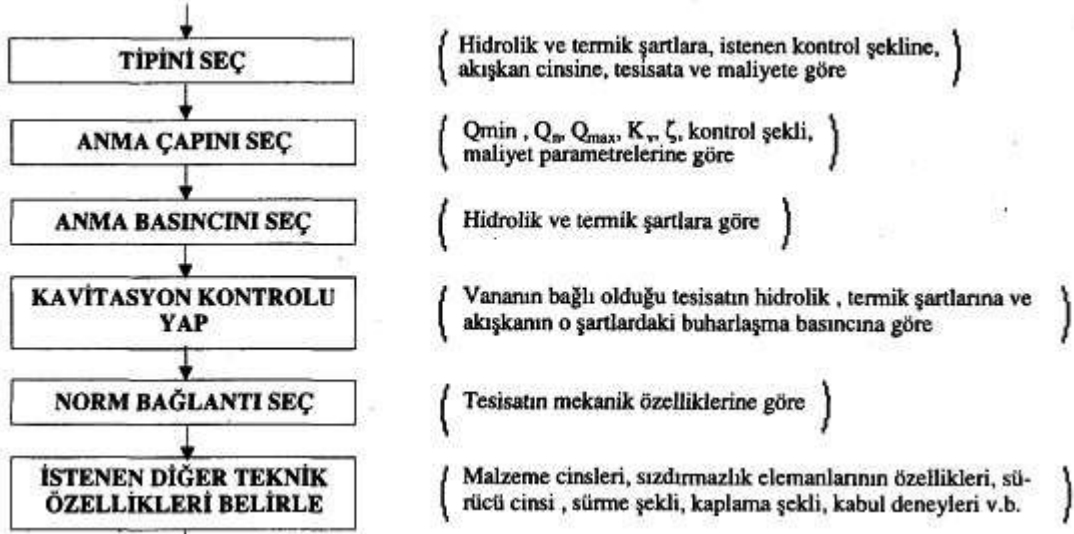 TİPİNİ SEÇ
Hidrolik ve termik şartlara, istenen kontrol şekline,
akışkan cinsine, tesisata ve maliyete göre
ANMA ÇAPINI SEÇ
Qmin , Qn, Qmax, Kv, ζ, kontrol şekli,
maliyet parametrelerine göre
ANMA BASINCINI SEÇ
Hidrolik ve termik şartlara göre
KAVİTASYON KONTROLU
YAP
Vananın bağlı olduğu tesisatın hidrolik , termik şartlarına ve
akışkanın o şartlardaki buharlaşma basıncına göre
NORM BAĞLANTI SEÇ
Tesisatın mekanik özelliklerine göre
İSTENEN DİĞER TEKNİK
ÖZELLİKLERİ BELİRLE
Malzeme cinsleri, sızdırmazlık elemanlarının özellikleri, sü-
rücü cinsi , sürme şekli, kaplama şekli, kabul deneyleri v.b.